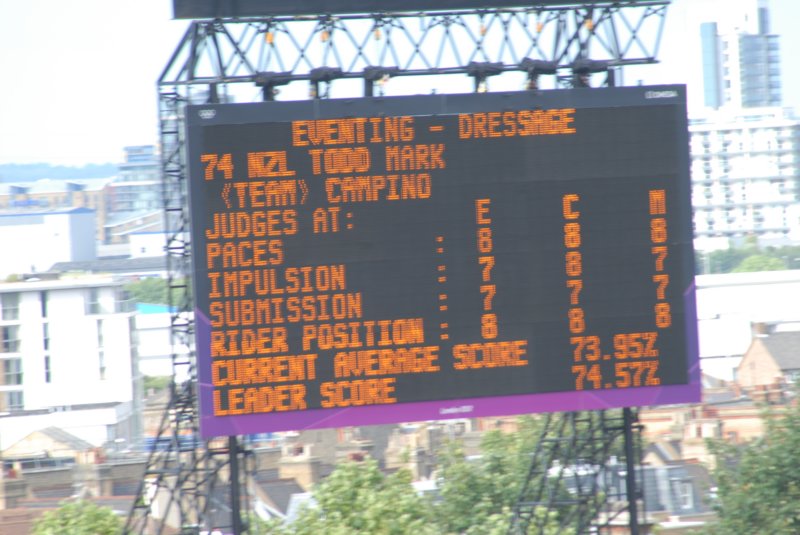 OMEGA
EVENTING - DRESSAGE
74 NZL TODD MARK
(TEAM) CAMPINO
JUDGES AT: E C M
PACES : 8 8 8
IMPULSION : 7 8 7
SUBMISSION : 7 7 7
RIDER POSITION : 8 8 8
CURRENT AVERAGE SCORE 73.95%
LEADER SCORE 74.57%